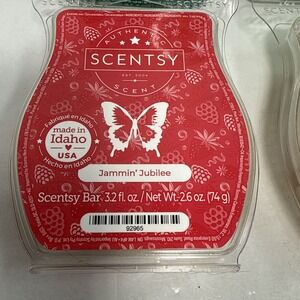 AUTHENTIC
SCENTSY
EST. 2004
SCENT
Fabriqué en Idaho
made in
Idaho
USA
Hecho en Idaho
Jammin' Jubilee
Scentsy Bar 3.2 fl. oz. / Net Wt. 2.6 oz. (74 g)
92965